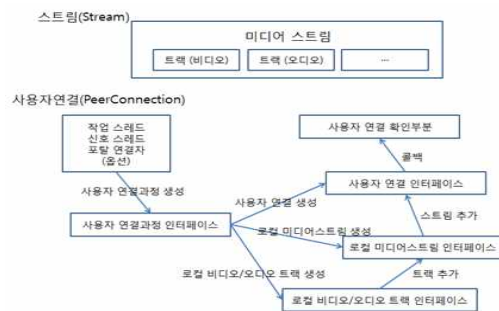 스트림(Stream)
미디어 스트림
트랙(비디오) 트랙(오디오) ...
사용자연결(PeerConnection)
작업 스레드
신호 스레드
포탈 연결자
(옵션)
사용자 연결 확인부분
콜백
사용자 연결과정 생성
사용자 연결 생성
사용자 연결 인터페이스
스트림 추가
사용자 연결과정 인터페이스
로컬 미디어스트림 생성
로컬 미디어스트림 인터페이스
로컬 비디오/오디오 트랙 생성
트랙 추가
로컬 비디오/오디오 트랙 인터페이스